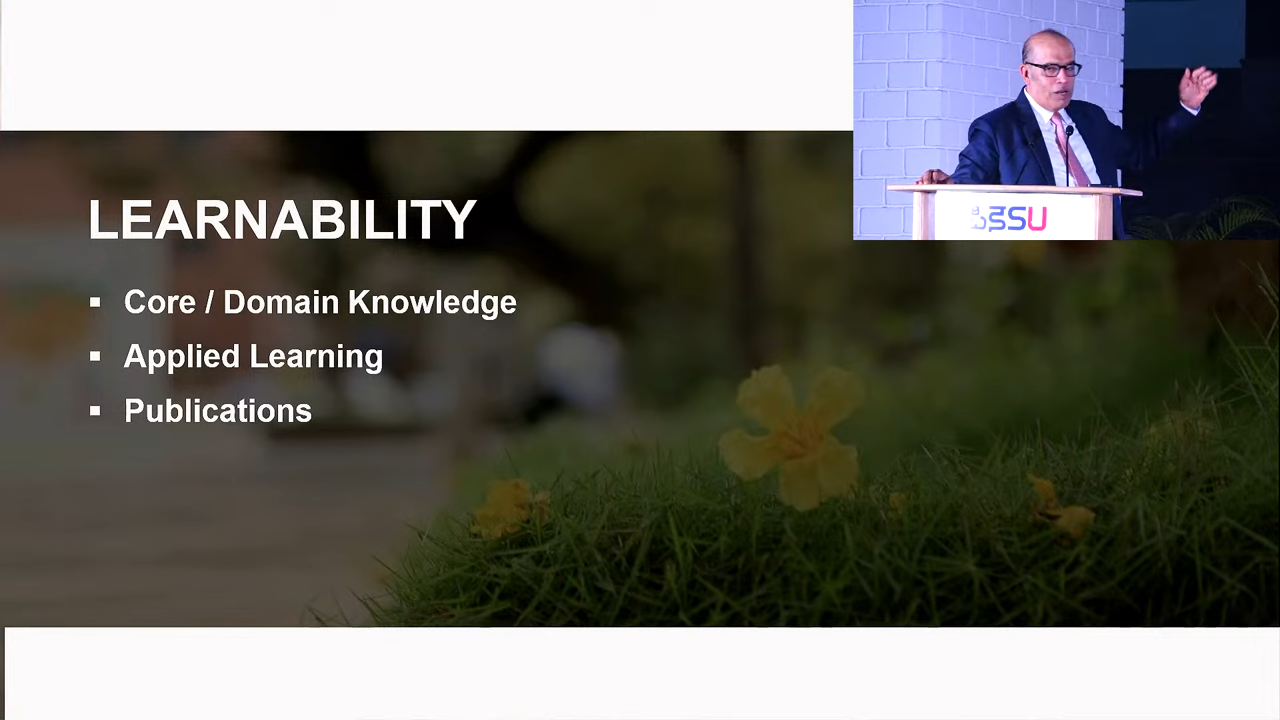 LEARNABILITY
▪ Core / Domain Knowledge
▪ Applied Learning
▪ Publications